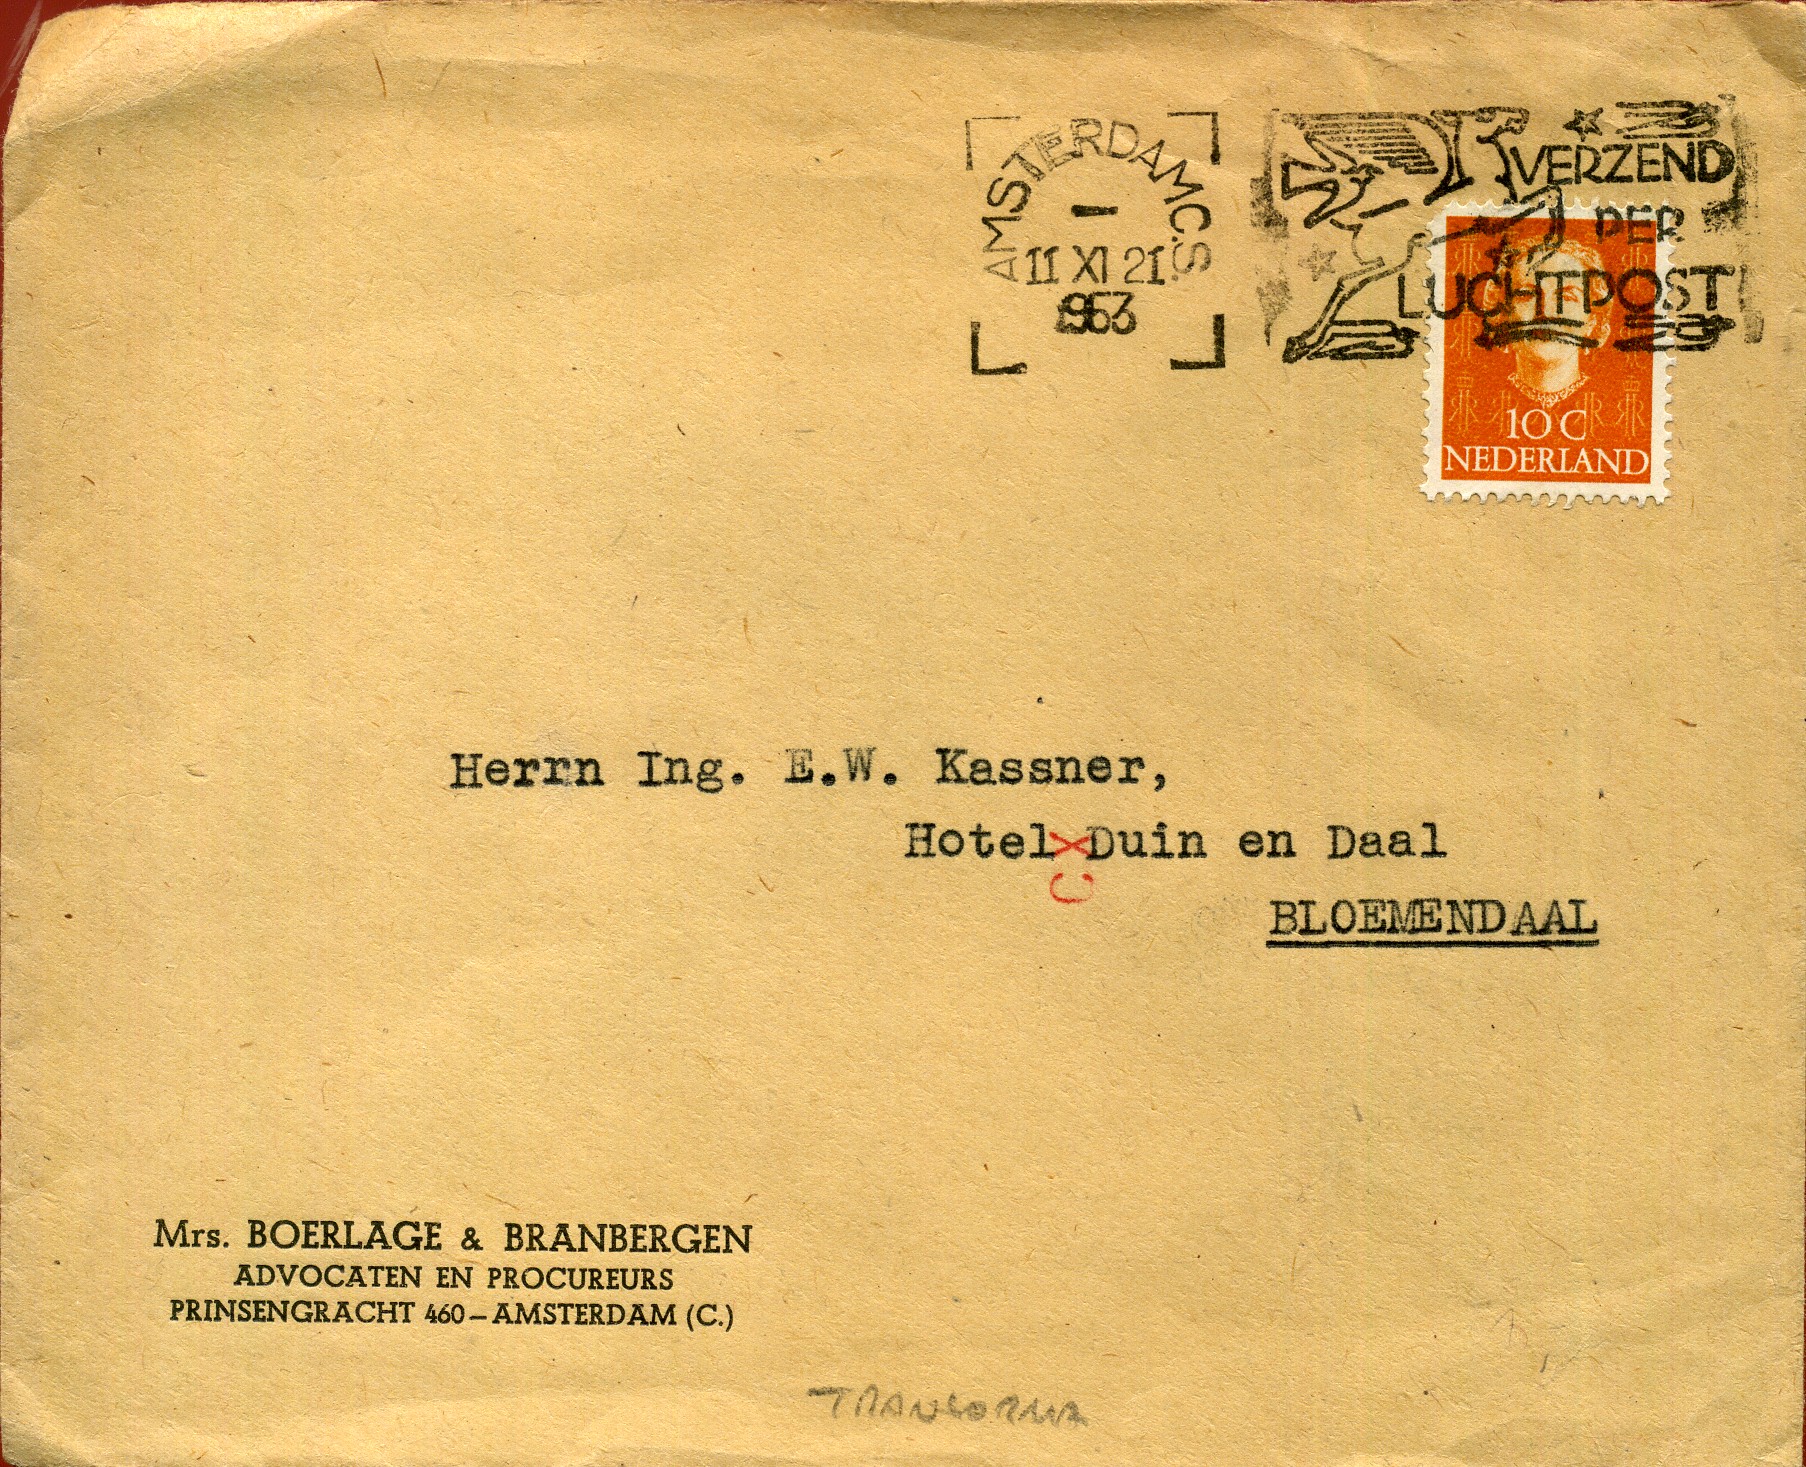 AMSTERDAM C.S.
11 XI 21
1953
VERZEND
PER
LUCHTPOST
10 C
NEDERLAND
Herrn Ing. E.W. Kassner,
Hotel Duin en Daal
CX
BLOEMENDAAL
Mrs. BOERLAGE & BRANBERGEN
ADVOCATEN EN PROCUREURS
PRINSENGRACHT 460 – AMSTERDAM (C.)